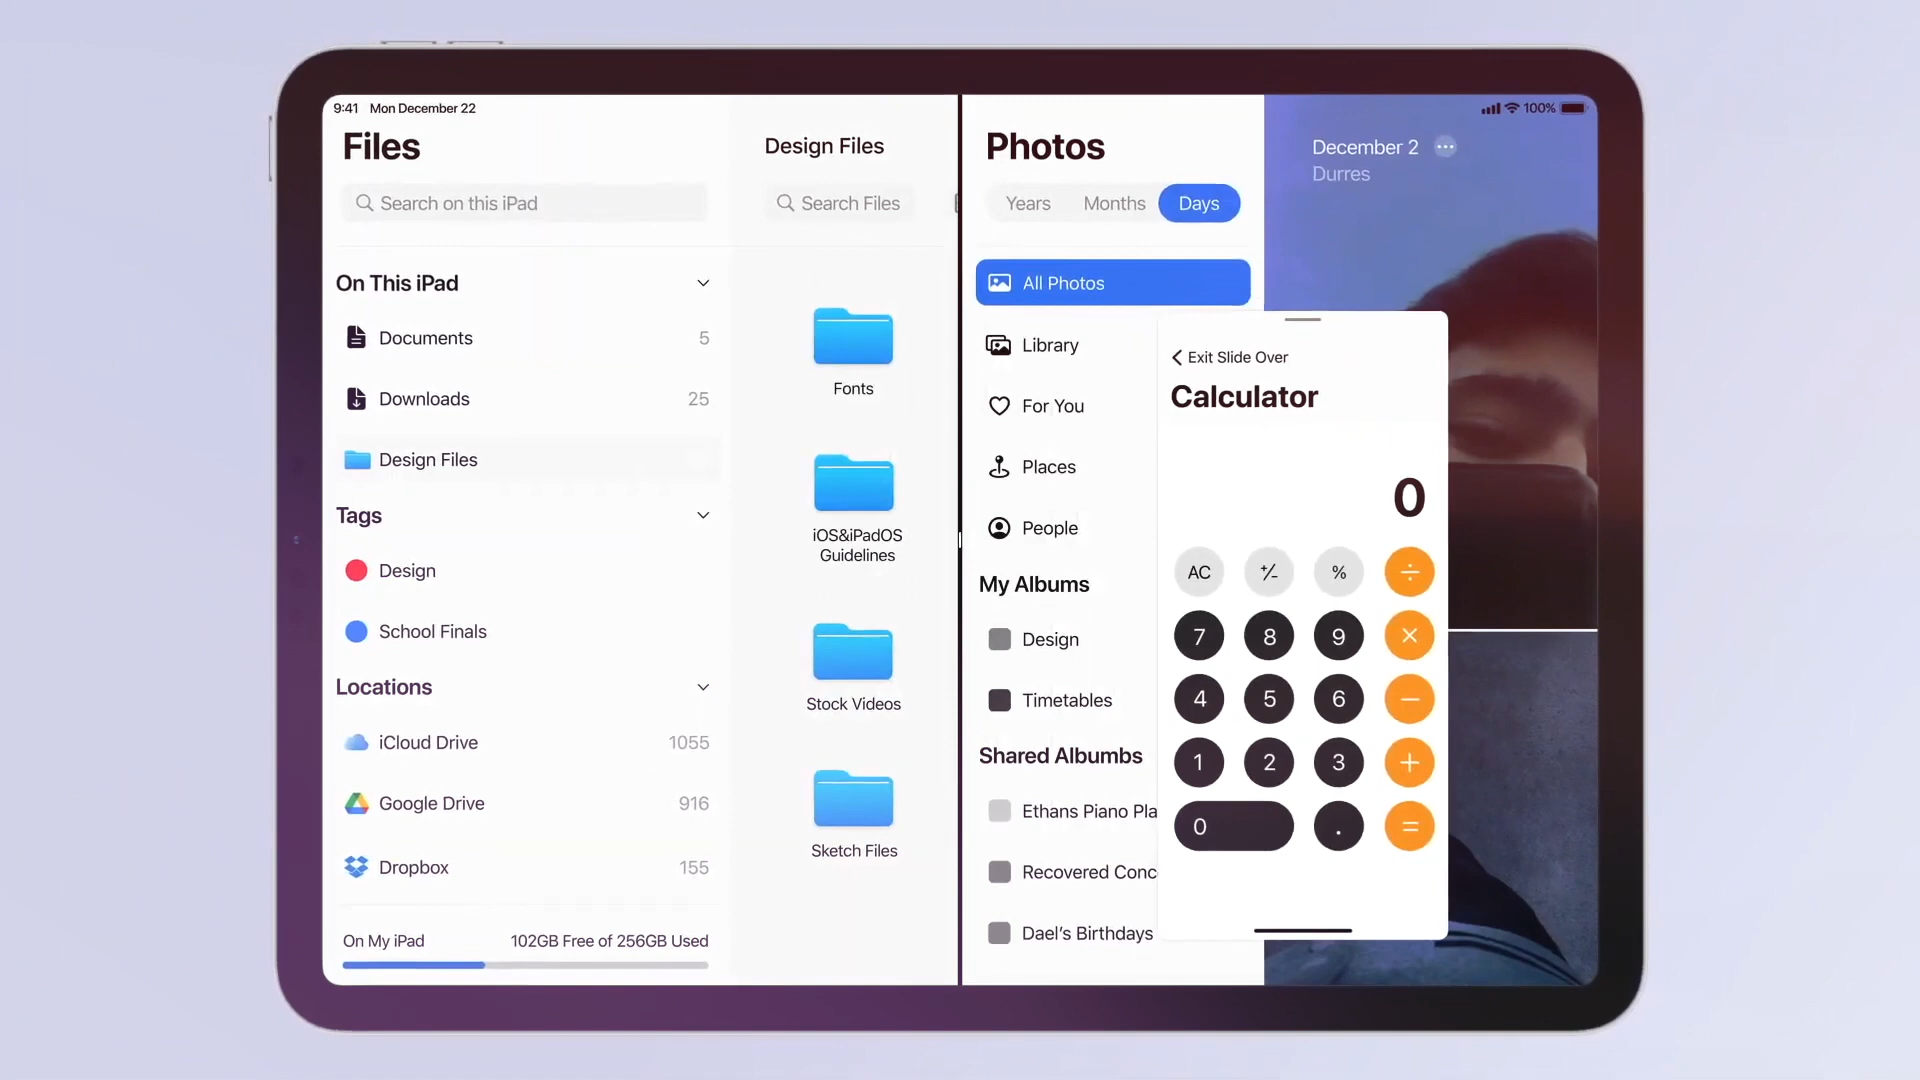 9:41 Mon December 22
100%
Files
Search on this iPad
On This iPad
Documents 5
Downloads 25
Design Files
Tags
Design
School Finals
Locations
iCloud Drive 1055
Google Drive 916
Dropbox 155
On My iPad 102GB Free of 256GB Used
Design Files
Search Files
Fonts
iOS&iPadOS
Guidelines
Stock Videos
Sketch Files
Photos
Years Months Days
All Photos
Library
For You
Places
People
My Albums
Design
Timetables
Shared Albumbs
Ethans Piano Pla
Recovered Conc
Dael's Birthdays
December 2
Durres
Exit Slide Over
Calculator
0
AC +/- % ÷
7 8 9 ×
4 5 6 −
1 2 3 +
0 . =